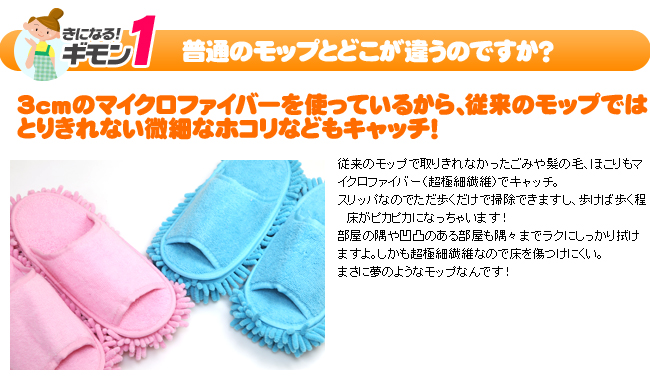 きになる!
ギモン1
普通のモップとどこが違うのですか?
3cmのマイクロファイバーを使っているから、従来のモップでは
とりきれない微細なホコリなどもキャッチ!
従来のモップで取りきれなかったごみや髪の毛、ほこりもマ
イクロファイバー（超極細繊維）でキャッチ。
スリッパなのでただ歩くだけで掃除できますし、歩けば歩く程
床がピカピカになっちゃいます！
部屋の隅や凹凸のある部屋も隅々までラクにしっかり拭け
ますよ。しかも超極細繊維なので床を傷つけにくい。
まさに夢のようなモップなんです！